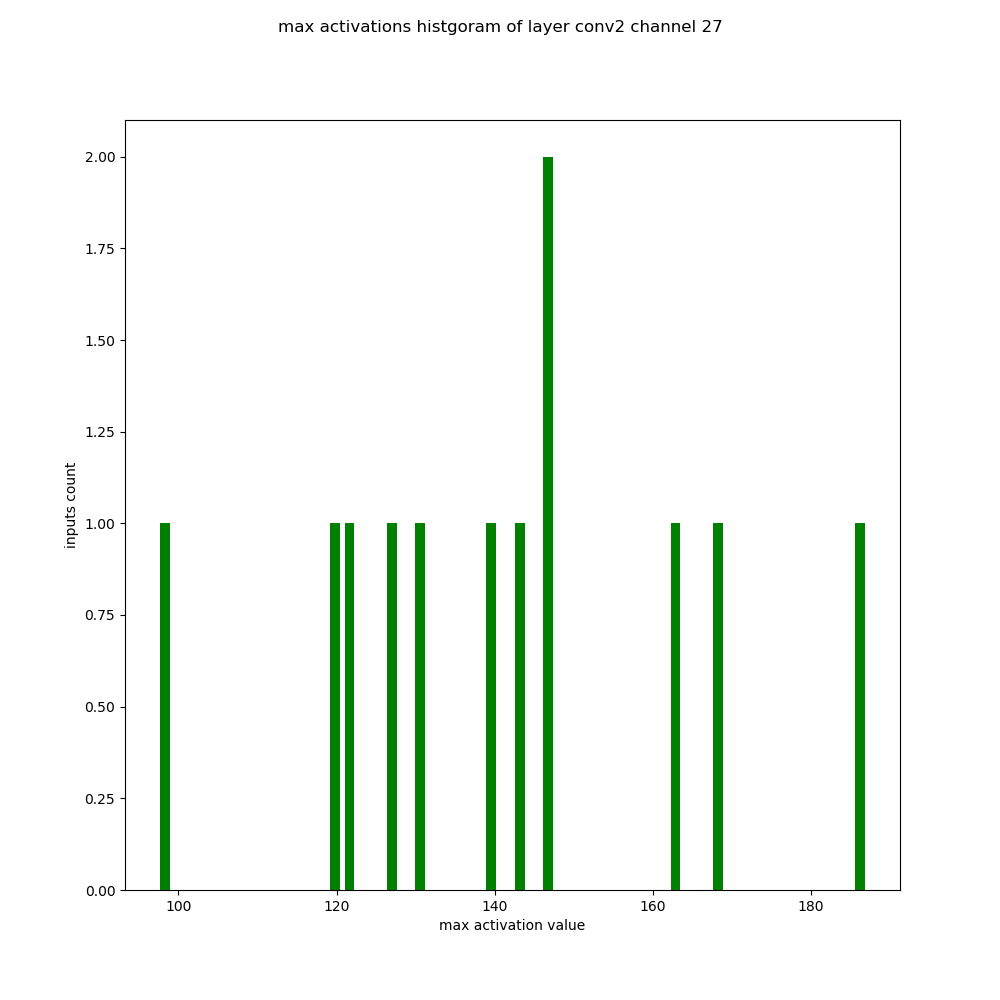 max activations histgoram of layer conv2 channel 27
2.00
1.75
1.50
1.25
1.00
0.75
0.50
0.25
0.00
inputs count
100 120 140 160 180
max activation value